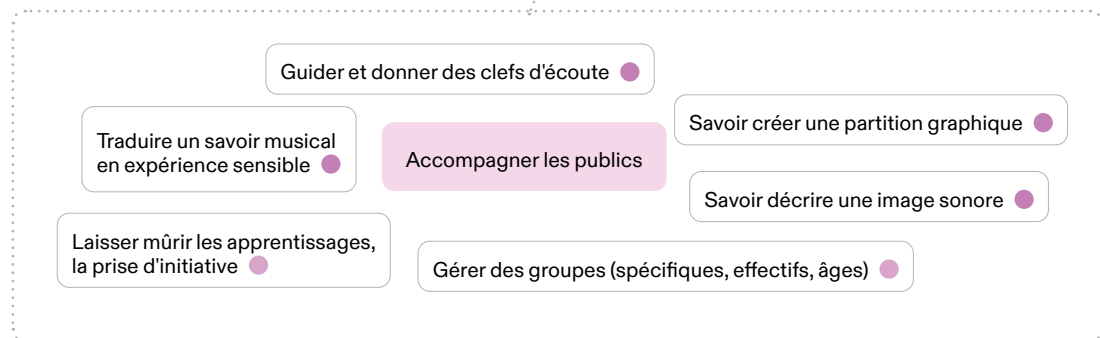 Guider et donner des clefs d'écoute
Savoir créer une partition graphique
Traduire un savoir musical
en expérience sensible
Accompagner les publics
Savoir décrire une image sonore
Laisser mûrir les apprentissages,
la prise d'initiative
Gérer des groupes (spécifiques, effectifs, âges)